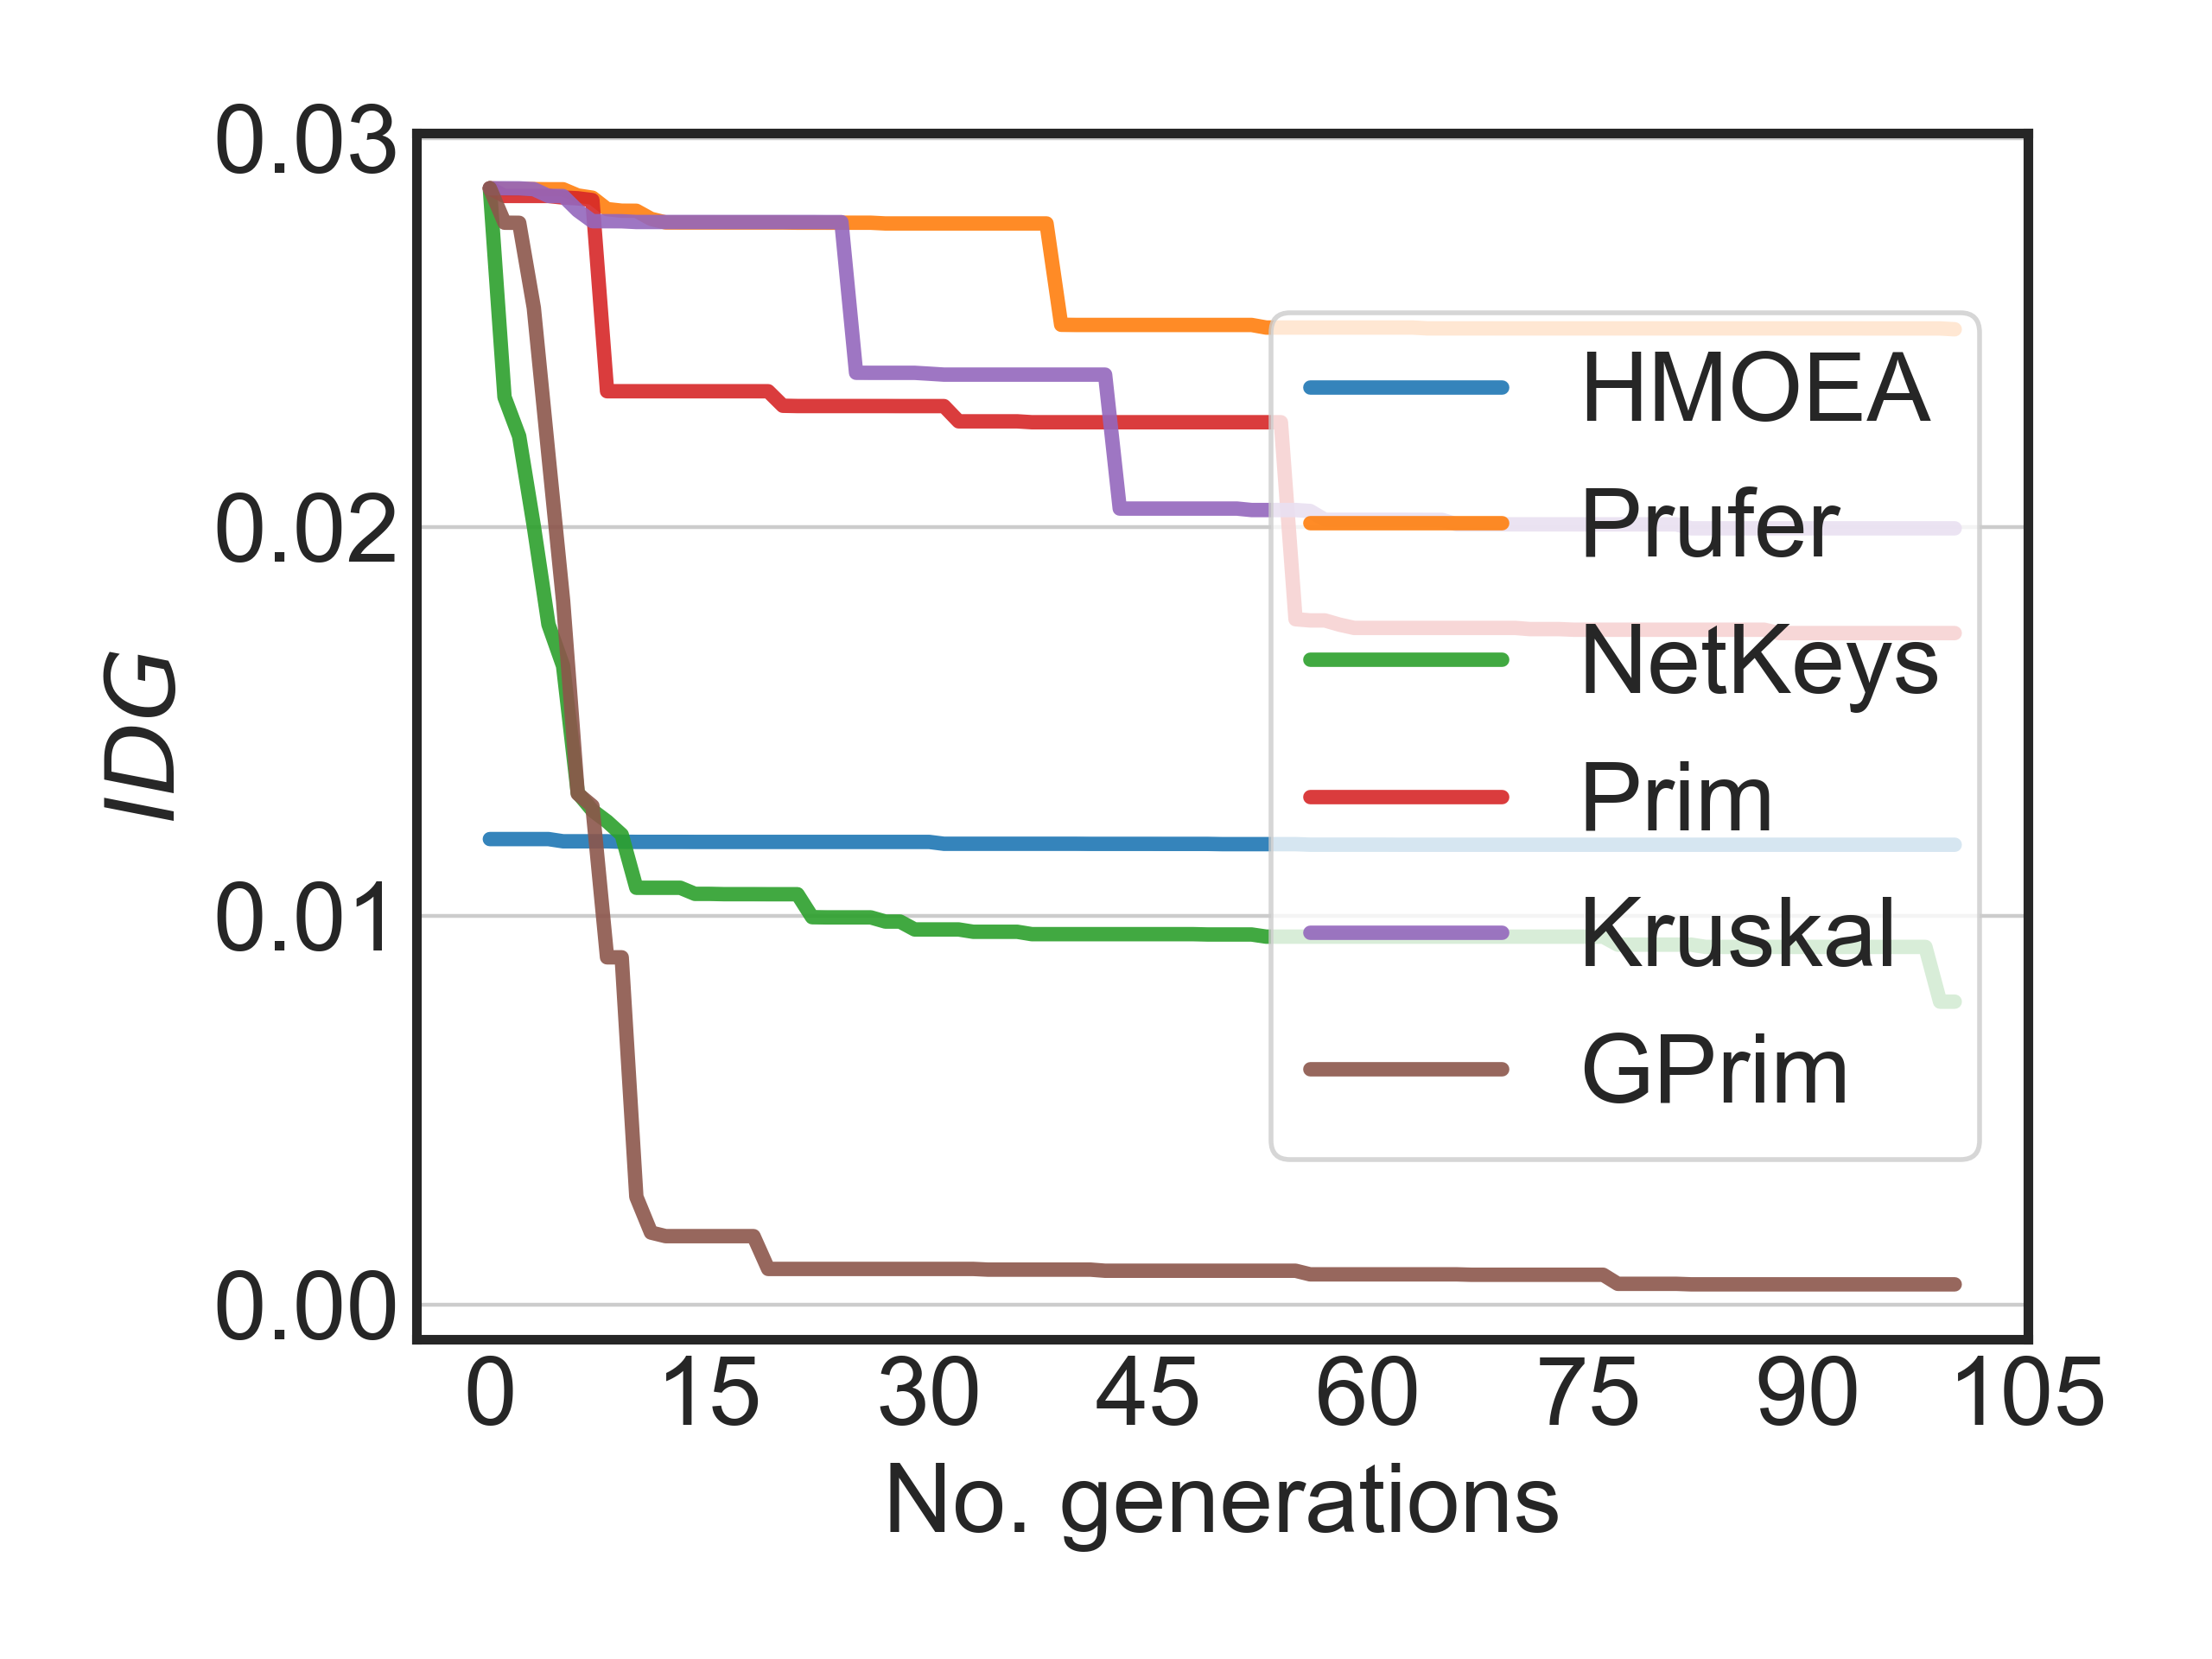 0.03
0.02
0.01
0.00
IDG
0
15
30
45
60
75
90
105
No. generations
HMOEA
Prufer
NetKeys
Prim
Kruskal
GPrim